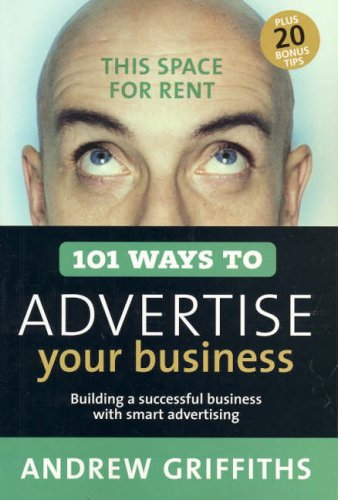 PLUS
20
BONUS
TIPS
THIS SPACE
FOR RENT
101 WAYS TO
ADVERTISE
your business
Building a successful business
with smart advertising
ANDREW GRIFFITHS